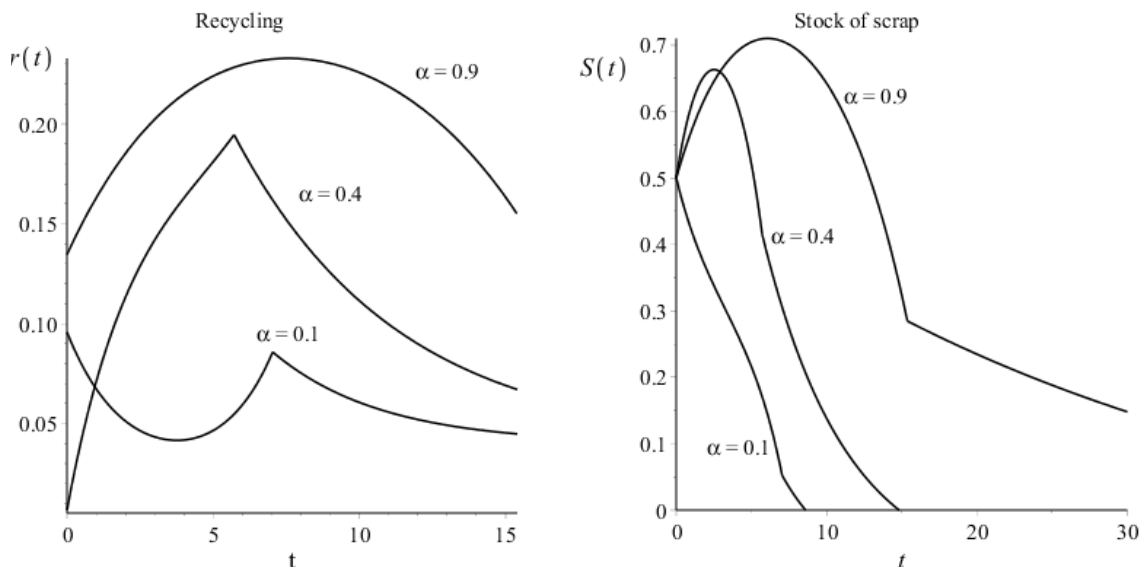 Recycling
r(t)
0.20
0.15
0.10
0.05
0
5
10
15
t
α = 0.9
α = 0.4
α = 0.1
Stock of scrap
S(t)
0.7
0.6
0.5
0.4
0.3
0.2
0.1
0
0
10
20
30
t
α = 0.9
α = 0.4
α = 0.1